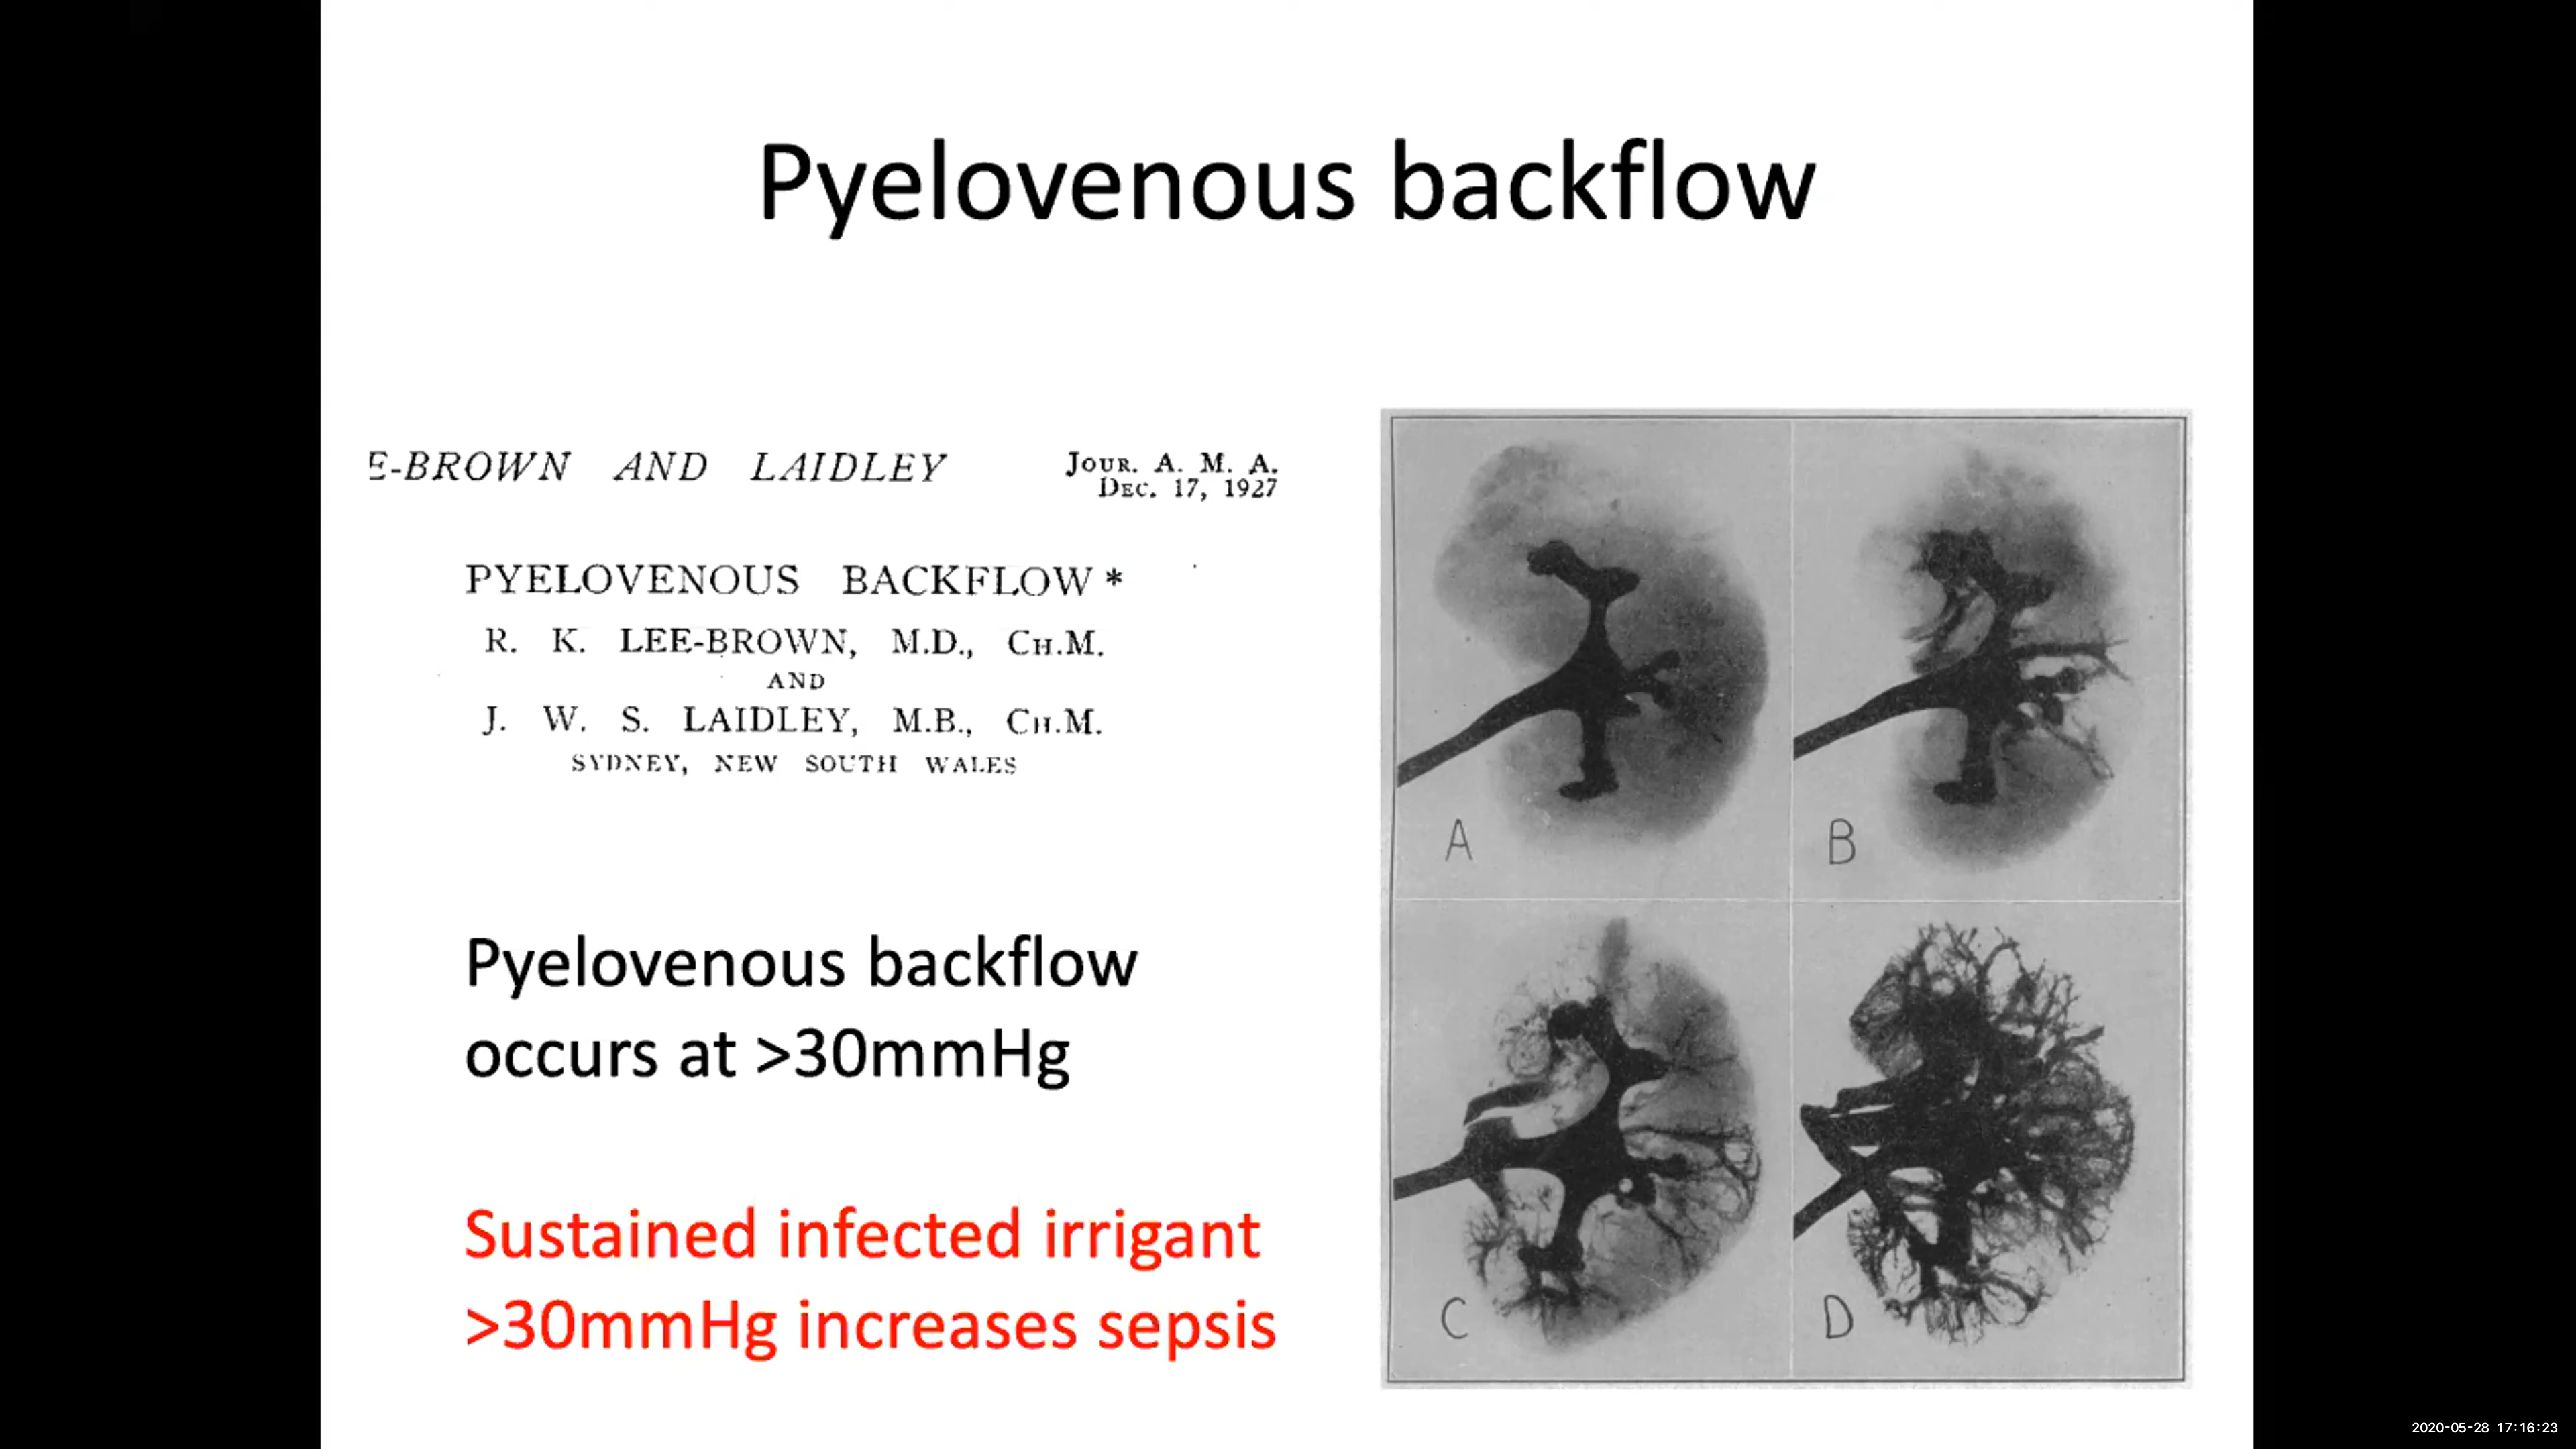 Pyelovenous backflow
E-BROWN AND LAIDLEY
JOUR. A. M. A.
DEC. 17, 1927
PYELOVENOUS BACKFLOW *
R. K. LEE-BROWN, M.D., CH.M.
AND
J. W. S. LAIDLEY, M.B., CH.M.
SYDNEY, NEW SOUTH WALES
Pyelovenous backflow
occurs at >30mmHg
Sustained infected irrigant
>30mmHg increases sepsis
A
B
C
D
2020-05-28 17:16:23